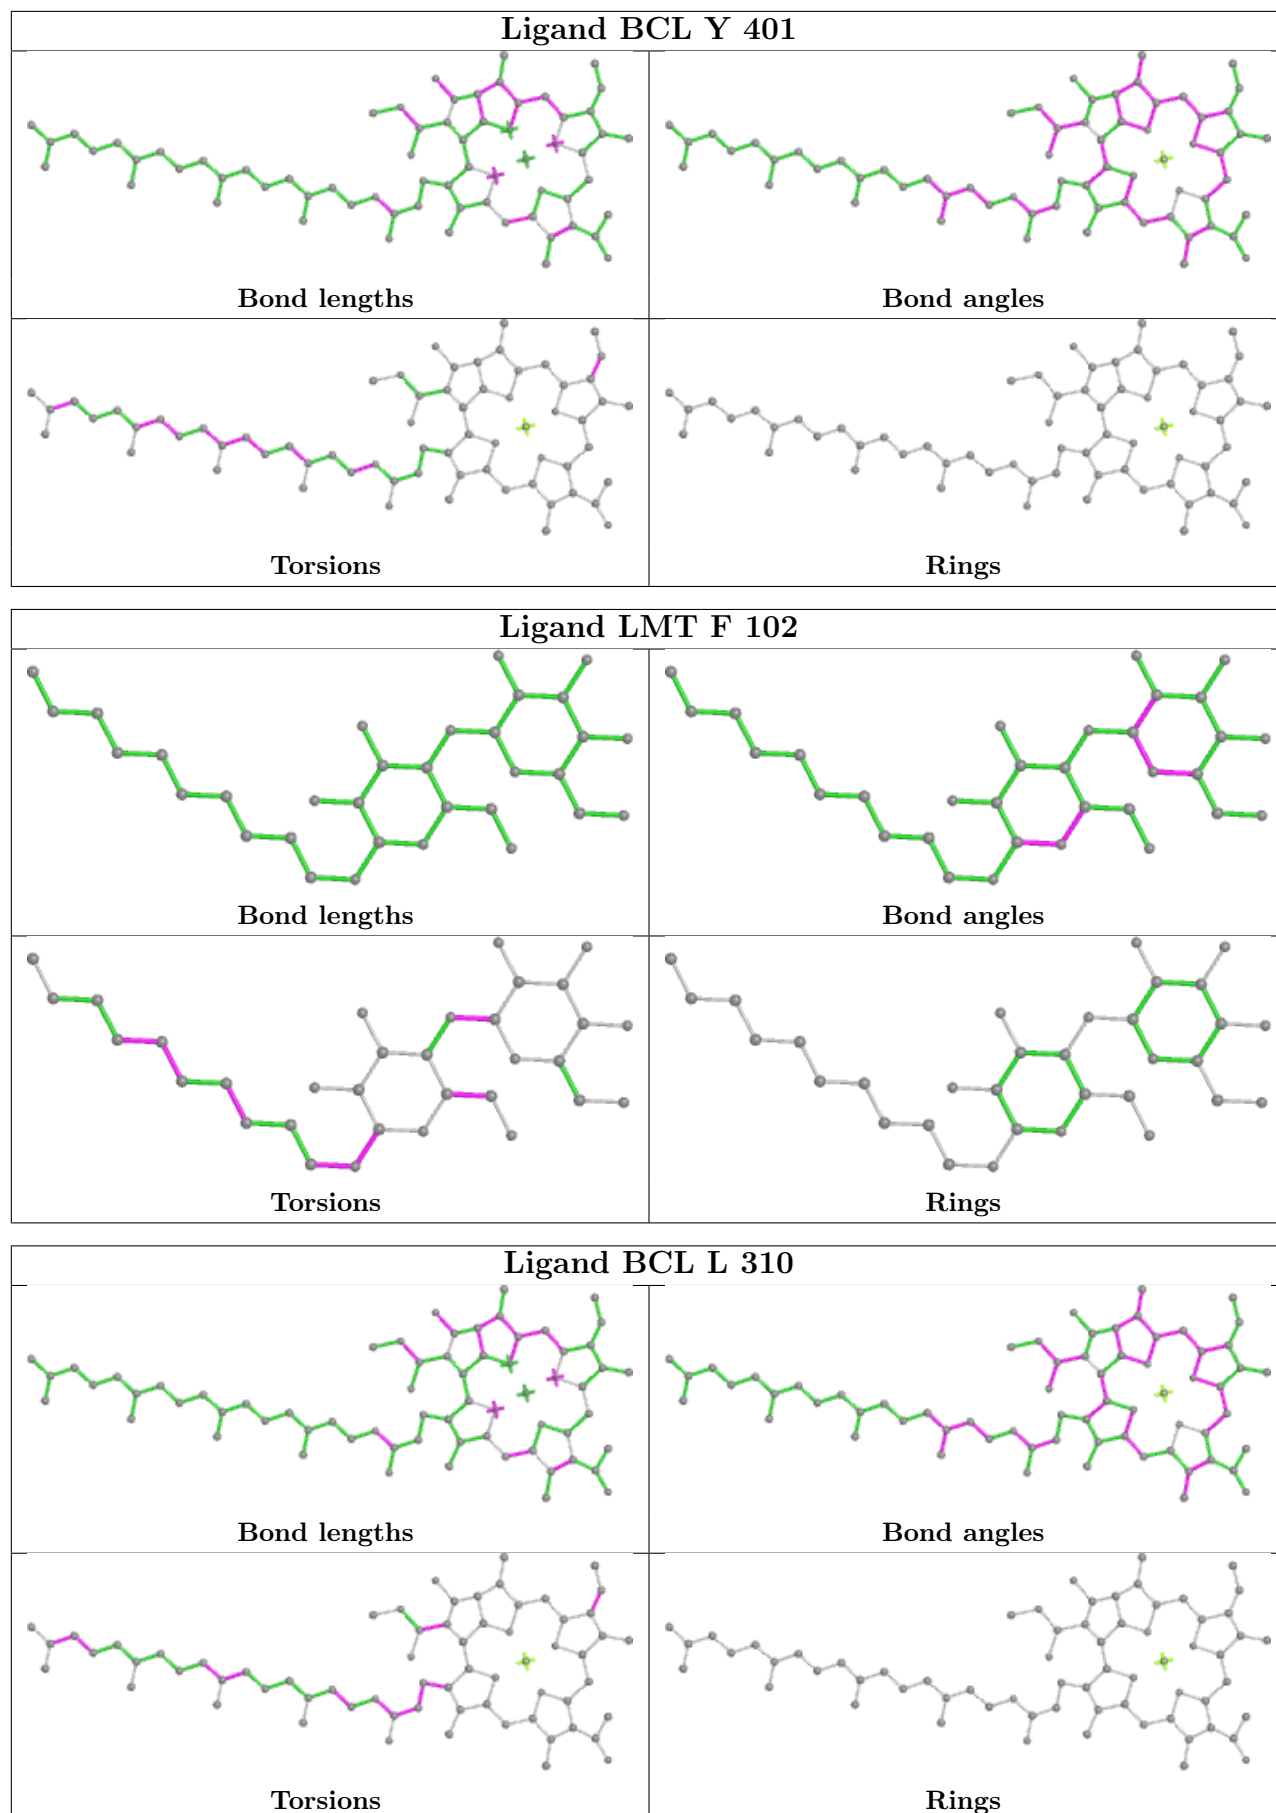 Ligand BCL Y 401
Bond lengths
Bond angles
Torsions
Rings
Ligand LMT F 102
Bond lengths
Bond angles
Torsions
Rings
Ligand BCL L 310
Bond lengths
Bond angles
Torsions
Rings